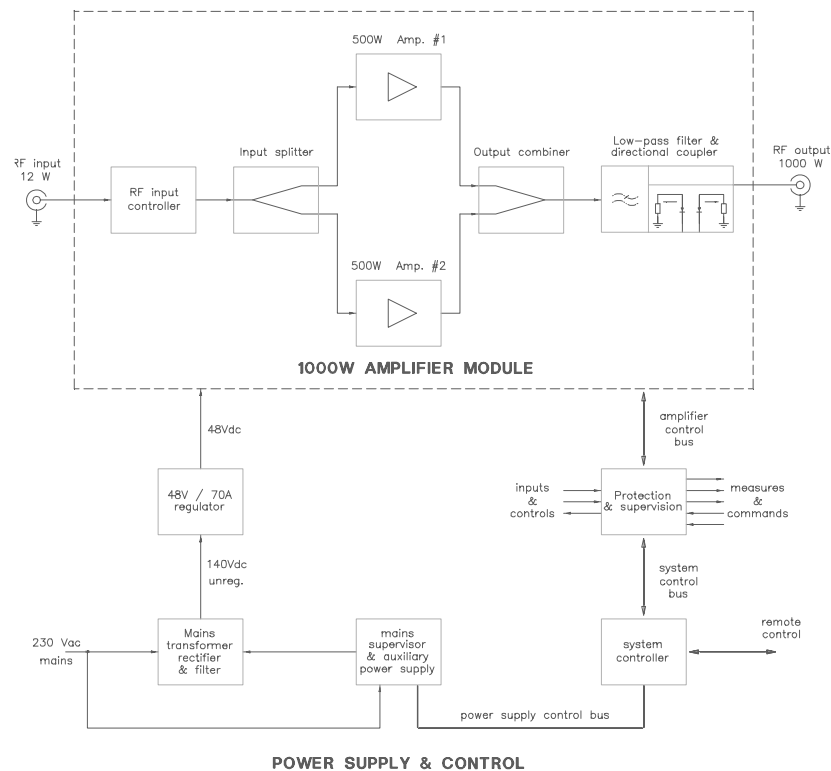 500W Amp. #1
RF input
12 W
RF input
controller
Input splitter
Output combiner
Low-pass filter &
directional coupler
RF output
1000 W
500W Amp. #2
1000W AMPLIFIER MODULE
48Vdc
amplifier
control
bus
48V / 70A
regulator
inputs
&
controls
Protection
& supervision
measures
&
commands
140Vdc
unreg.
system
control
bus
230 Vac
mains
Mains
transformer
rectifier
& filter
mains
supervisor
& auxiliary
power supply
system
controller
remote
control
power supply control bus
POWER SUPPLY & CONTROL